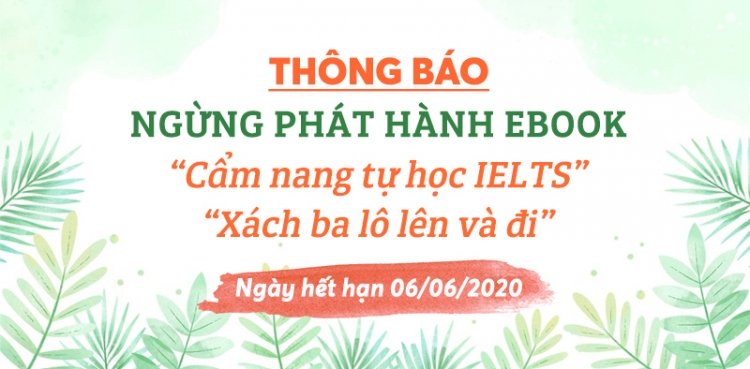 THÔNG BÁO
NGỪNG PHÁT HÀNH EBOOK
“Cẩm nang tự học IELTS”
“Xách ba lô lên và đi”
Ngày hết hạn 06/06/2020